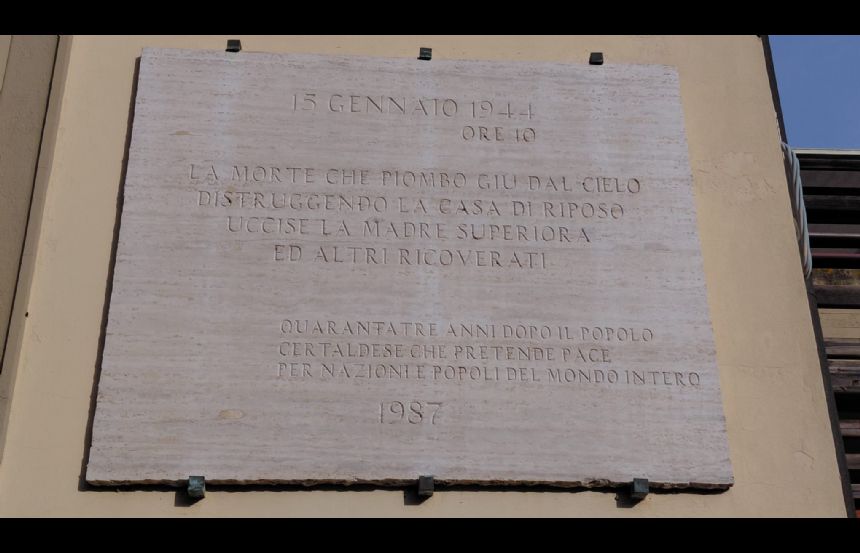 15 GENNAIO 1944
ORE 10
LA MORTE CHE PIOMBO GIU DAL CIELO
DISTRUGGENDO LA CASA DI RIPOSO
UCCISE LA MADRE SUPERIORA
ED ALTRI RICOVERATI
QUARANTATRE ANNI DOPO IL POPOLO
CERTALDESE CHE PRETENDE PACE
PER NAZIONI E POPOLI DEL MONDO INTERO
1987